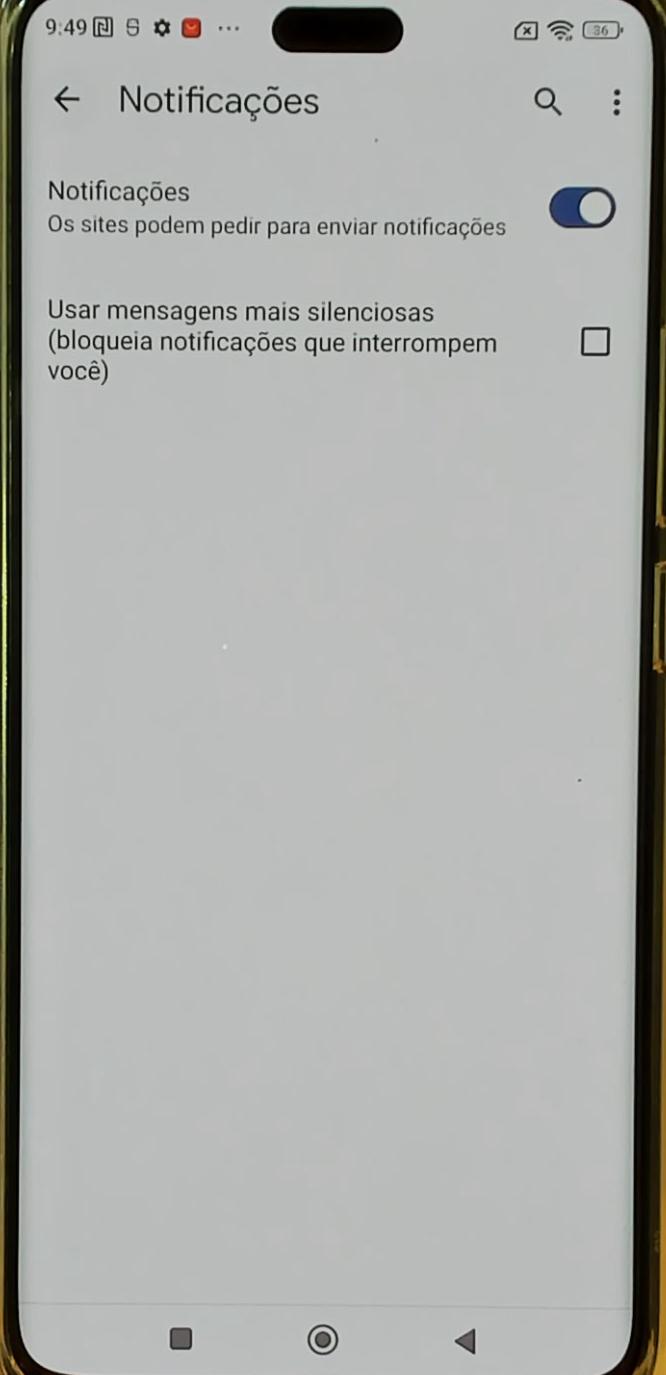 9:49
36
Notificações
Notificações
Os sites podem pedir para enviar notificações
Usar mensagens mais silenciosas
(bloqueia notificações que interrompem
você)